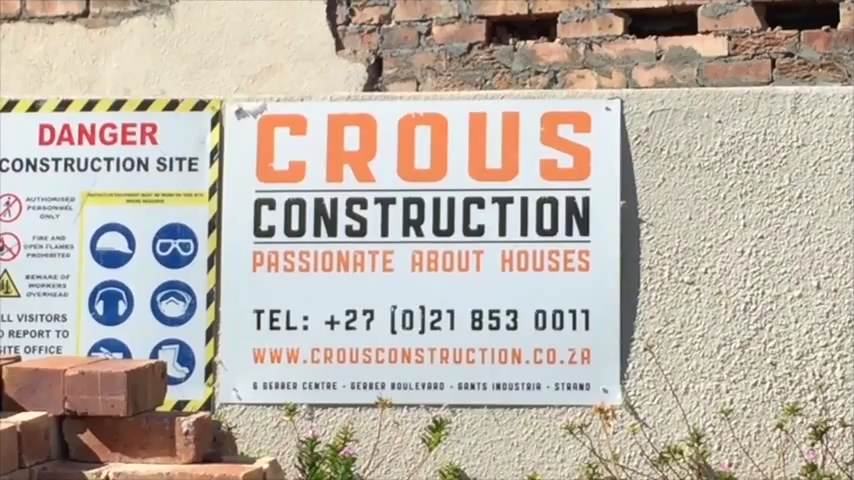 DANGER
CONSTRUCTION SITE
AUTHORISED
PERSONNEL
ONLY
FIRE AND
OPEN FLAMES
PROHIBITED
BEWARE OF
WORKERS
OVERHEAD
LL VISITORS
REPORT TO
SITE OFFICE
CROUS
CONSTRUCTION
PASSIONATE ABOUT HOUSES
TEL: +27 (0)21 853 0011
WWW.CROUSCONSTRUCTION.CO.ZA
6 GERBER CENTRE - GERBER BOULEVARD - GANTS INDUSTRIA - STRAND